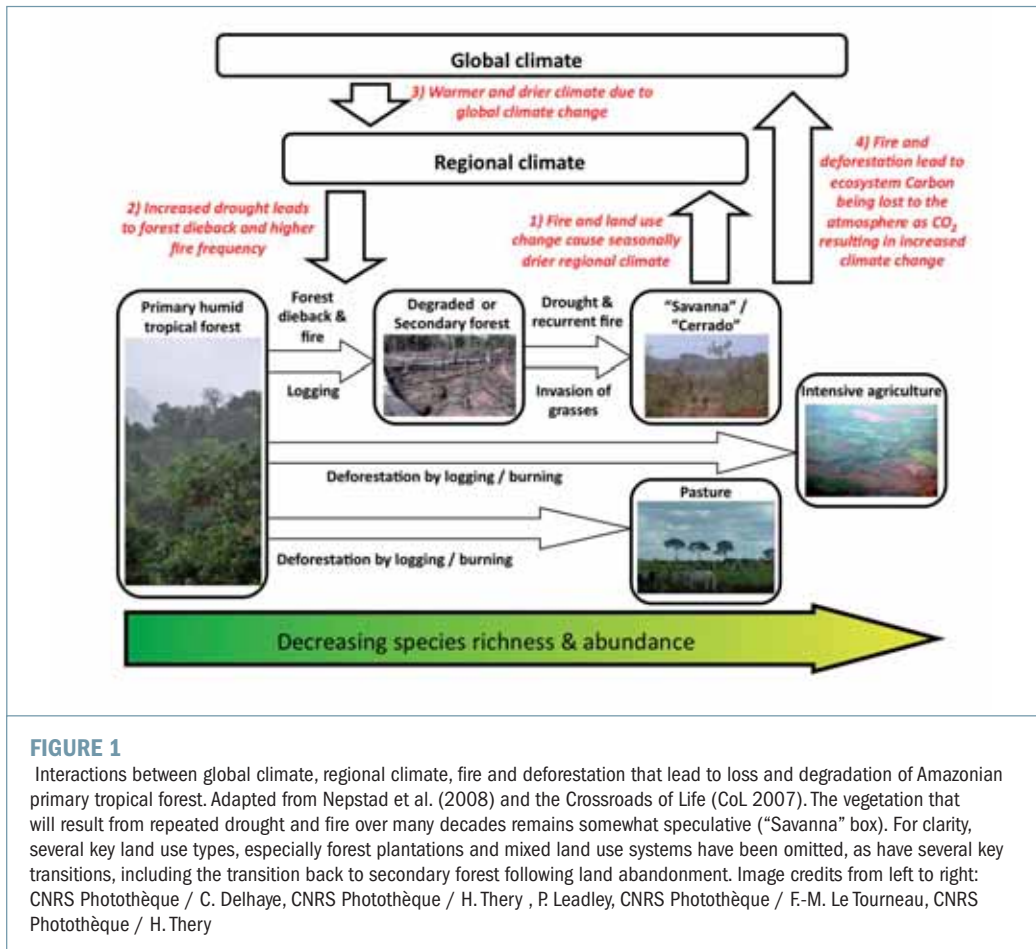 Global climate
3) Warmer and drier climate due to
global climate change
Regional climate
2) Increased drought leads
to forest dieback and higher
fire frequency
1) Fire and land use
change cause seasonally
drier regional climate
4) Fire and
deforestation lead to
ecosystem Carbon
being lost to the
atmosphere as CO₂
resulting in increased
climate change
Primary humid
tropical forest
Forest
dieback &
fire
Logging
Degraded or
Secondary forest
Drought &
recurrent fire
Invasion of
grasses
"Savanna" /
"Cerrado"
Intensive agriculture
Deforestation by logging / burning
Pasture
Deforestation by logging / burning
Decreasing species richness & abundance
FIGURE 1
Interactions between global climate, regional climate, fire and deforestation that lead to loss and degradation of Amazonian
primary tropical forest. Adapted from Nepstad et al. (2008) and the Crossroads of Life (CoL 2007). The vegetation that
will result from repeated drought and fire over many decades remains somewhat speculative (“Savanna” box). For clarity,
several key land use types, especially forest plantations and mixed land use systems have been omitted, as have several key
transitions, including the transition back to secondary forest following land abandonment. Image credits from left to right:
CNRS Photothèque / C. Delhaye, CNRS Photothèque / H. Thery , P. Leadley, CNRS Photothèque / F.-M. Le Tourneau, CNRS
Photothèque / H. Thery